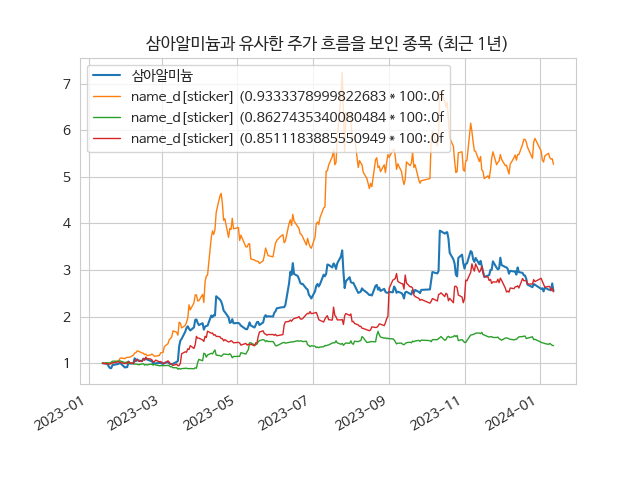 삼아알미늄과 유사한 주가 흐름을 보인 종목 (최근 1년)
삼아알미늄
name_d[sticker] (0.9333378999822683 * 100:.0f
name_d[sticker] (0.8627435340080484 * 100:.0f
name_d[sticker] (0.8511183885550949 * 100:.0f
7
6
5
4
3
2
1
2023-01
2023-03
2023-05
2023-07
2023-09
2023-11
2024-01